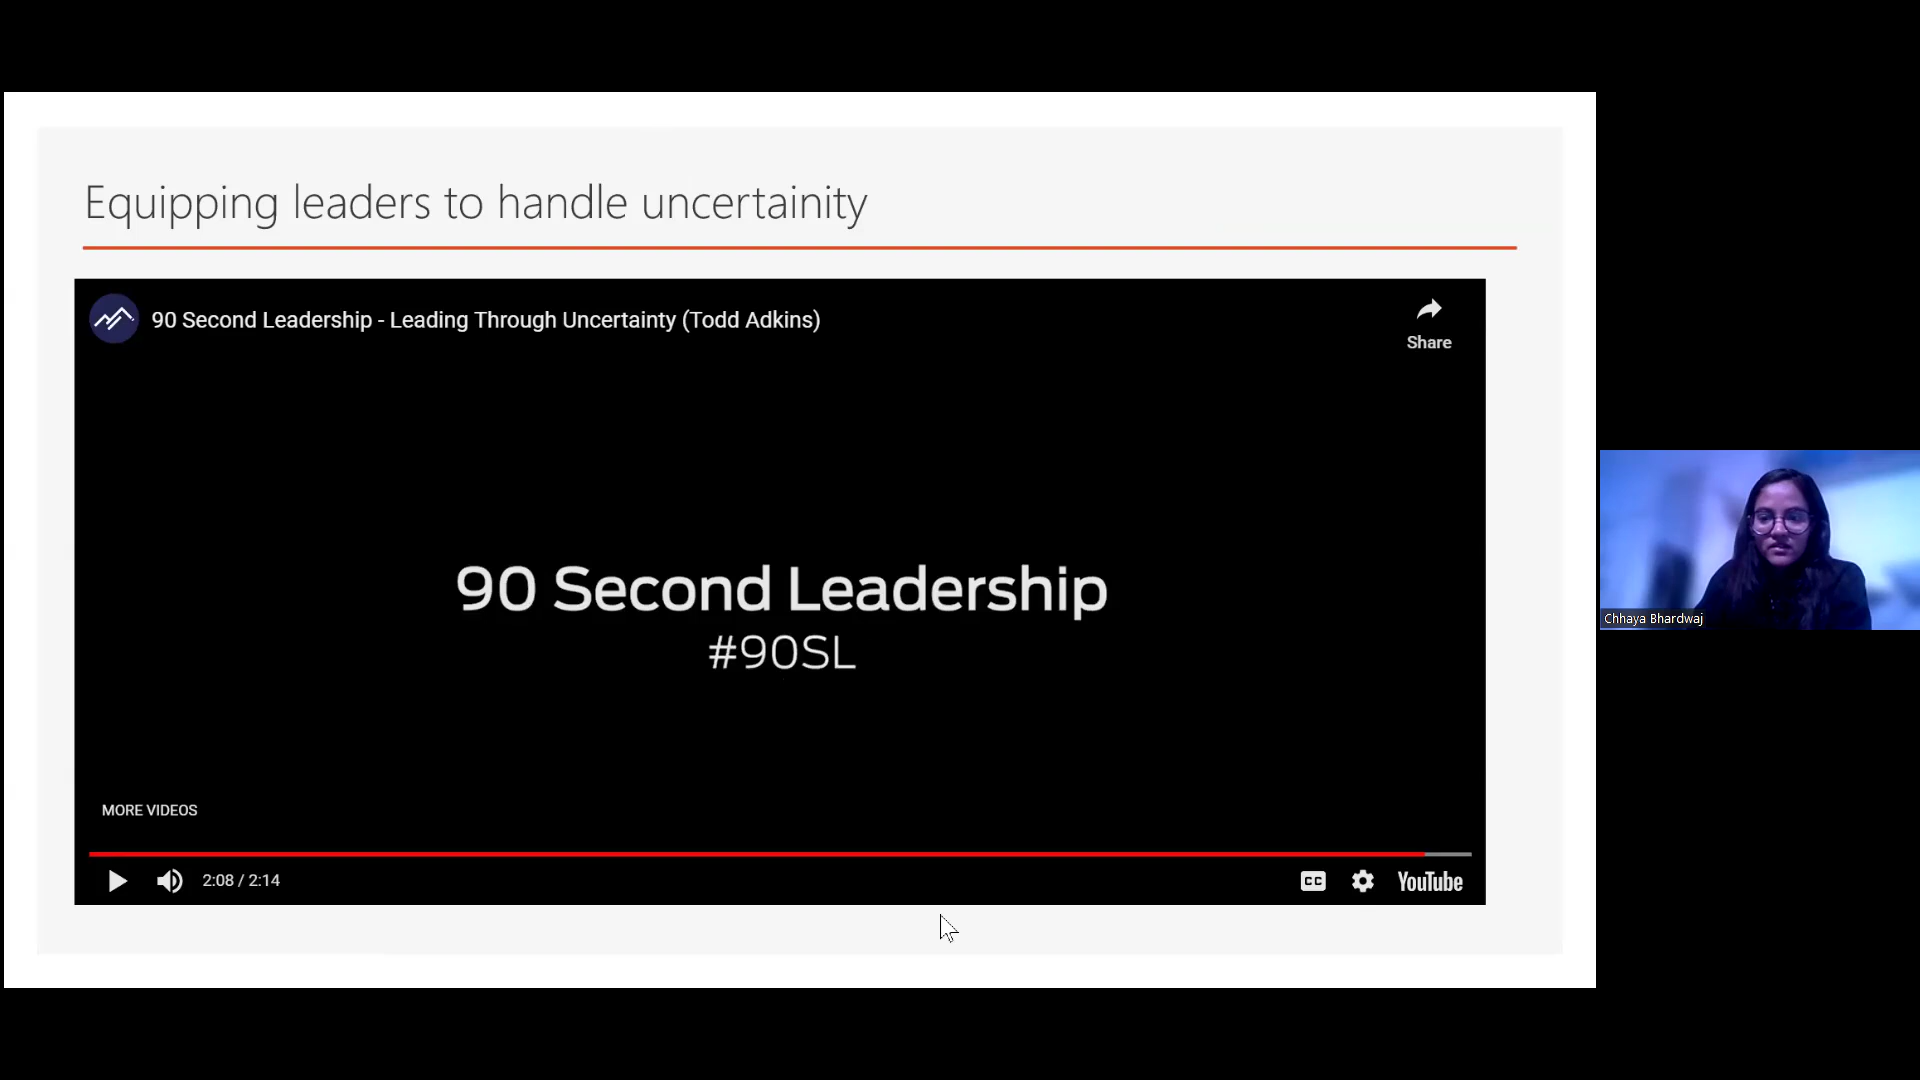 Equipping leaders to handle uncertainity
90 Second Leadership - Leading Through Uncertainty (Todd Adkins)
Share
90 Second Leadership
#90SL
MORE VIDEOS
2:08 / 2:14
CC
YouTube
Chhaya Bhardwaj